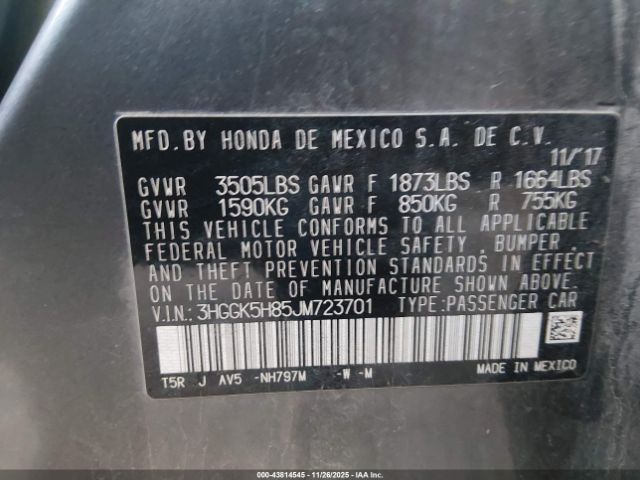 MFD. BY HONDA DE MEXICO S.A. DE C.V.
11/'17
GVWR 3505LBS GAWR F 1873LBS R 1664LBS
GVWR 1590KG GAWR F 850KG R 755KG
THIS VEHICLE CONFORMS TO ALL APPLICABLE
FEDERAL MOTOR VEHICLE SAFETY, BUMPER,
AND THEFT PREVENTION STANDARDS IN EFFECT
ON THE DATE OF MANUFACTURE SHOWN ABOVE.
V.I.N.: 3HGGK5H85JM723701 TYPE:PASSENGER CAR
T5R J AV5 -NH797M -W -M
MADE IN MEXICO
000-43814545 | 11/26/2025 - IAAI.COM